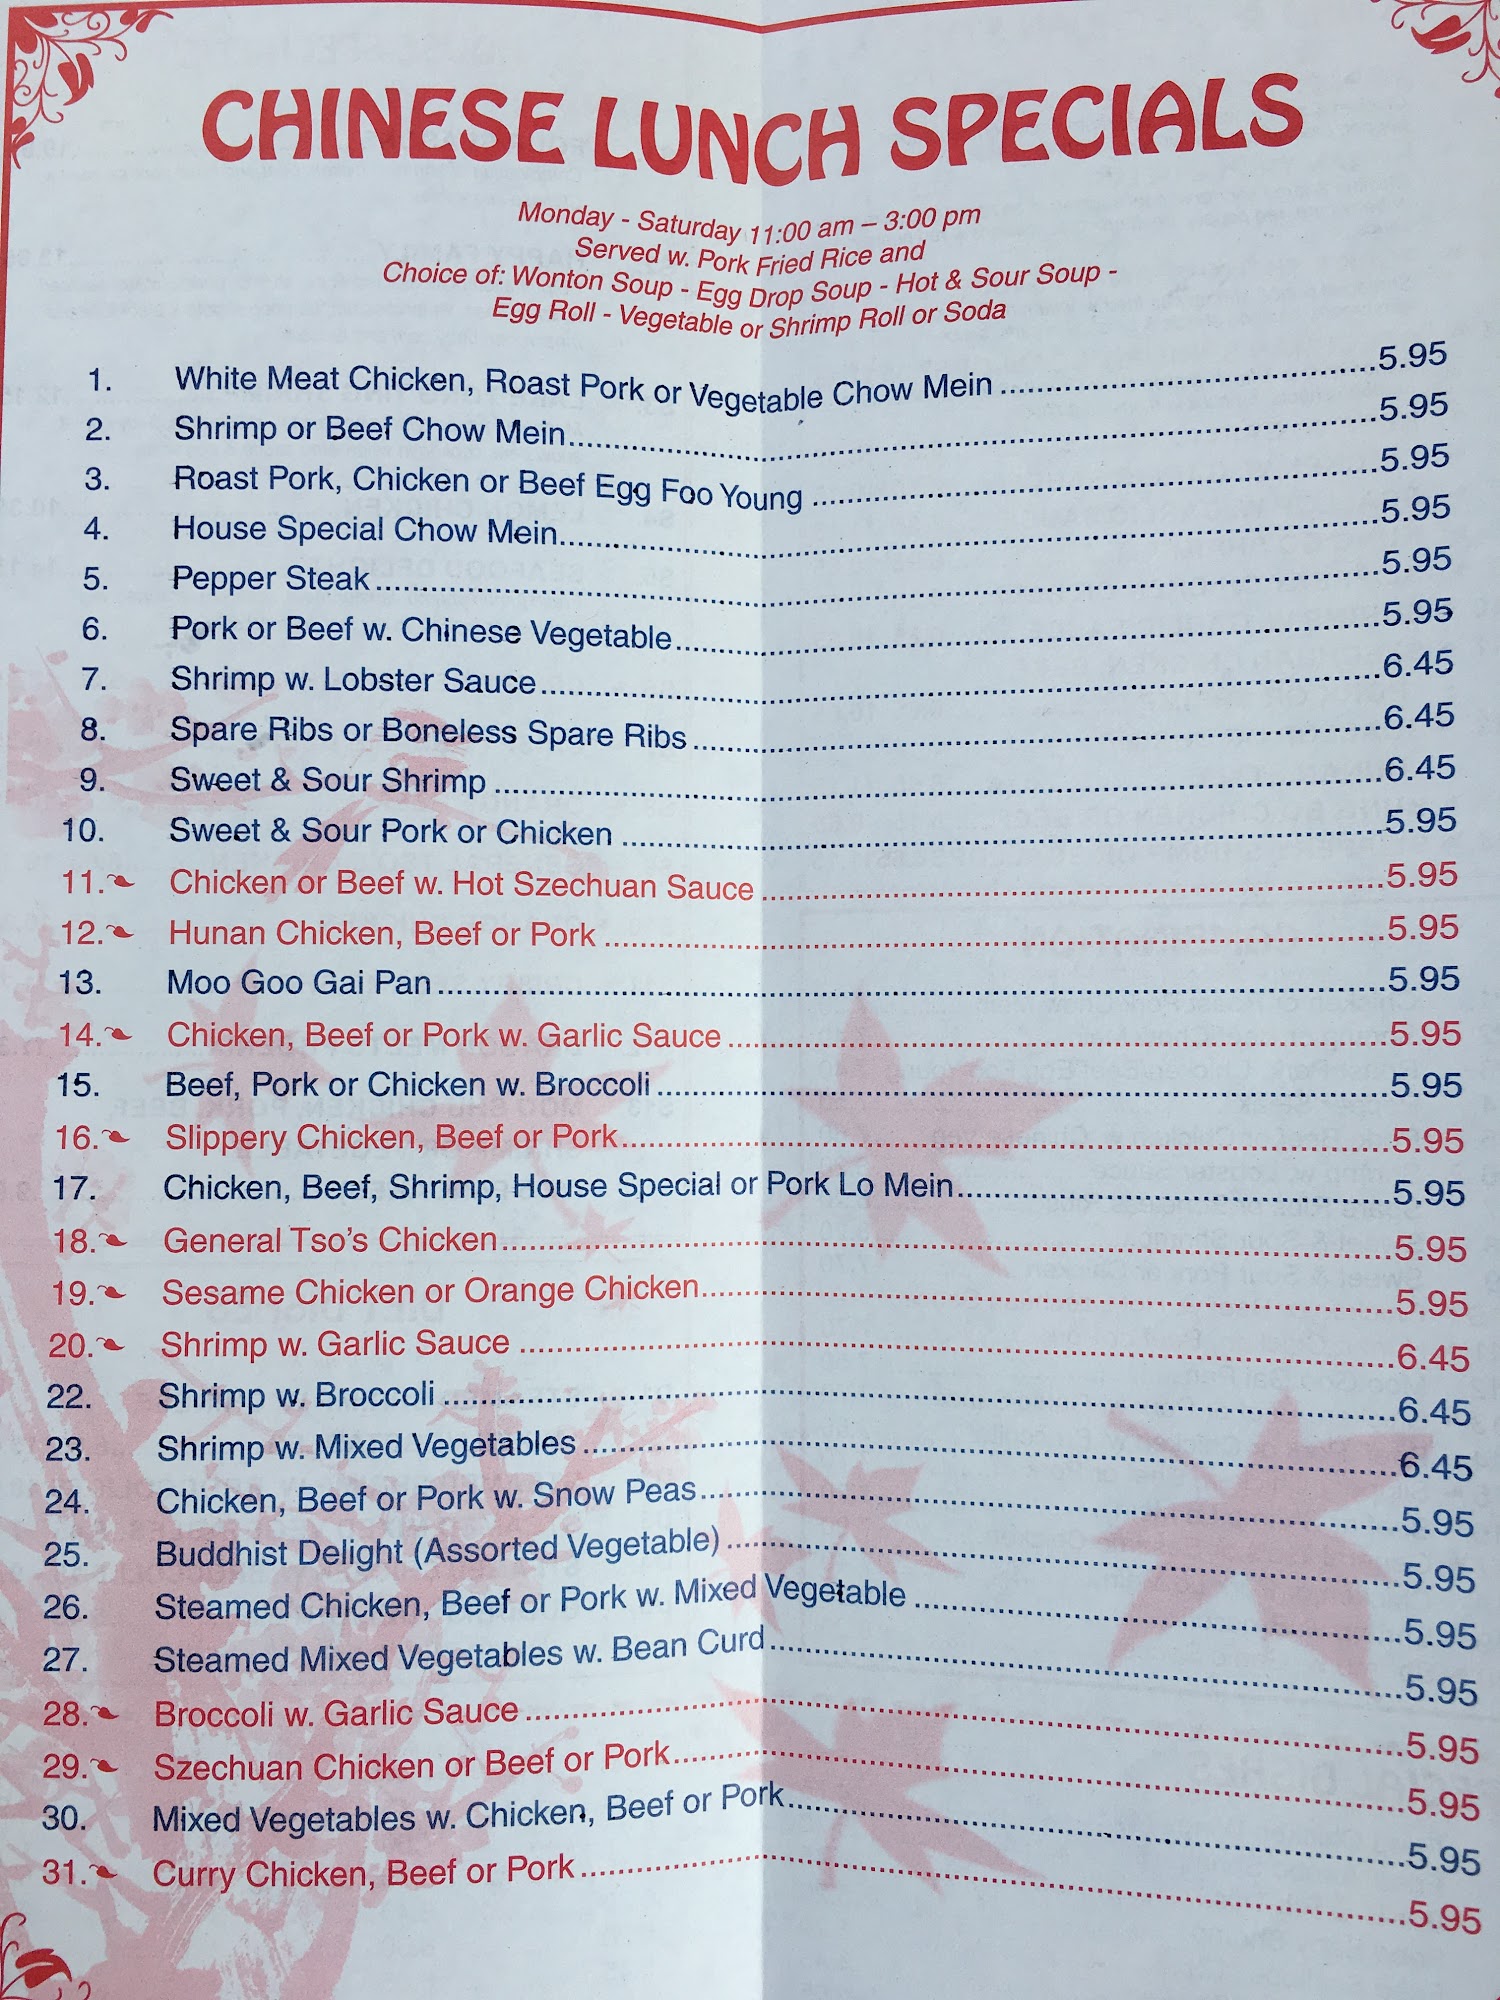 CHINESE LUNCH SPECIALS
Monday - Saturday 11:00 am – 3:00 pm
Served w. Pork Fried Rice and
Choice of: Wonton Soup - Egg Drop Soup - Hot & Sour Soup -
Egg Roll - Vegetable or Shrimp Roll or Soda
1. White Meat Chicken, Roast Pork or Vegetable Chow Mein 5.95
2. Shrimp or Beef Chow Mein 5.95
3. Roast Pork, Chicken or Beef Egg Foo Young 5.95
4. House Special Chow Mein 5.95
5. Pepper Steak 5.95
6. Pork or Beef w. Chinese Vegetable 5.95
7. Shrimp w. Lobster Sauce 6.45
8. Spare Ribs or Boneless Spare Ribs 6.45
9. Sweet & Sour Shrimp 6.45
10. Sweet & Sour Pork or Chicken 5.95
11. Chicken or Beef w. Hot Szechuan Sauce 5.95
12. Hunan Chicken, Beef or Pork 5.95
13. Moo Goo Gai Pan 5.95
14. Chicken, Beef or Pork w. Garlic Sauce 5.95
15. Beef, Pork or Chicken w. Broccoli 5.95
16. Slippery Chicken, Beef or Pork 5.95
17. Chicken, Beef, Shrimp, House Special or Pork Lo Mein 5.95
18. General Tso's Chicken 5.95
19. Sesame Chicken or Orange Chicken 5.95
20. Shrimp w. Garlic Sauce 6.45
22. Shrimp w. Broccoli 6.45
23. Shrimp w. Mixed Vegetables 6.45
24. Chicken, Beef or Pork w. Snow Peas 5.95
25. Buddhist Delight (Assorted Vegetable) 5.95
26. Steamed Chicken, Beef or Pork w. Mixed Vegetable 5.95
27. Steamed Mixed Vegetables w. Bean Curd 5.95
28. Broccoli w. Garlic Sauce 5.95
29. Szechuan Chicken or Beef or Pork 5.95
30. Mixed Vegetables w. Chicken, Beef or Pork 5.95
31. Curry Chicken, Beef or Pork 5.95